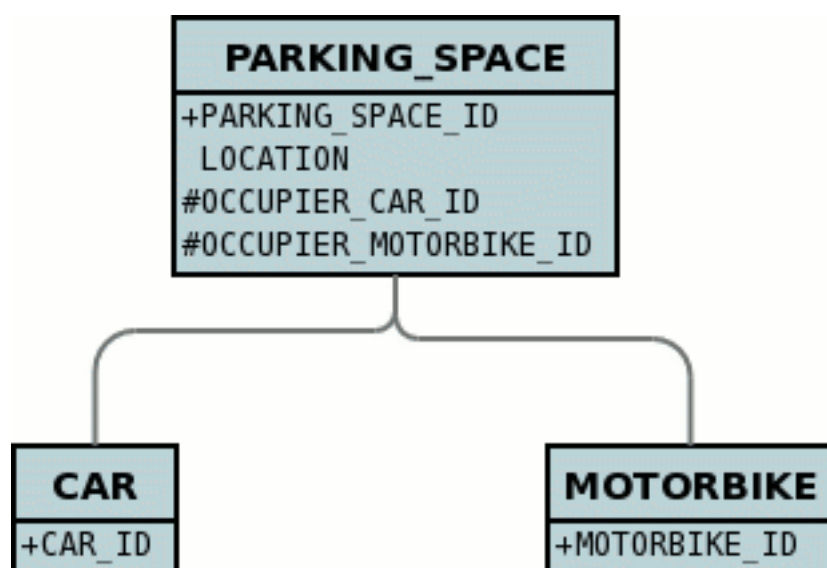 PARKING_SPACE
+PARKING_SPACE_ID
LOCATION
#OCCUPIER_CAR_ID
#OCCUPIER_MOTORBIKE_ID
CAR
+CAR_ID
MOTORBIKE
+MOTORBIKE_ID